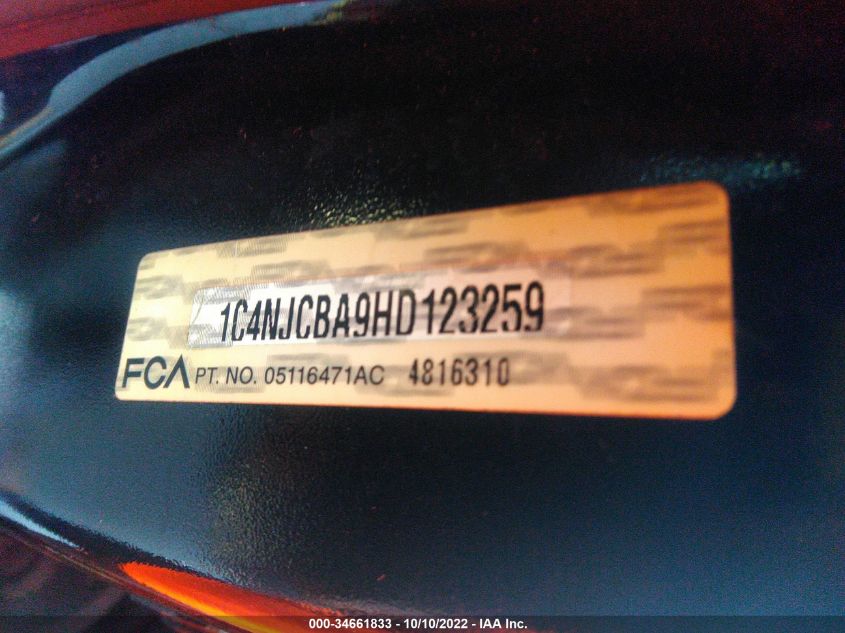 1C4NJCBA9HD123259
FCA PT. NO. 05116471AC 4816310
000-34661833 - 10/10/2022 - IAA Inc.